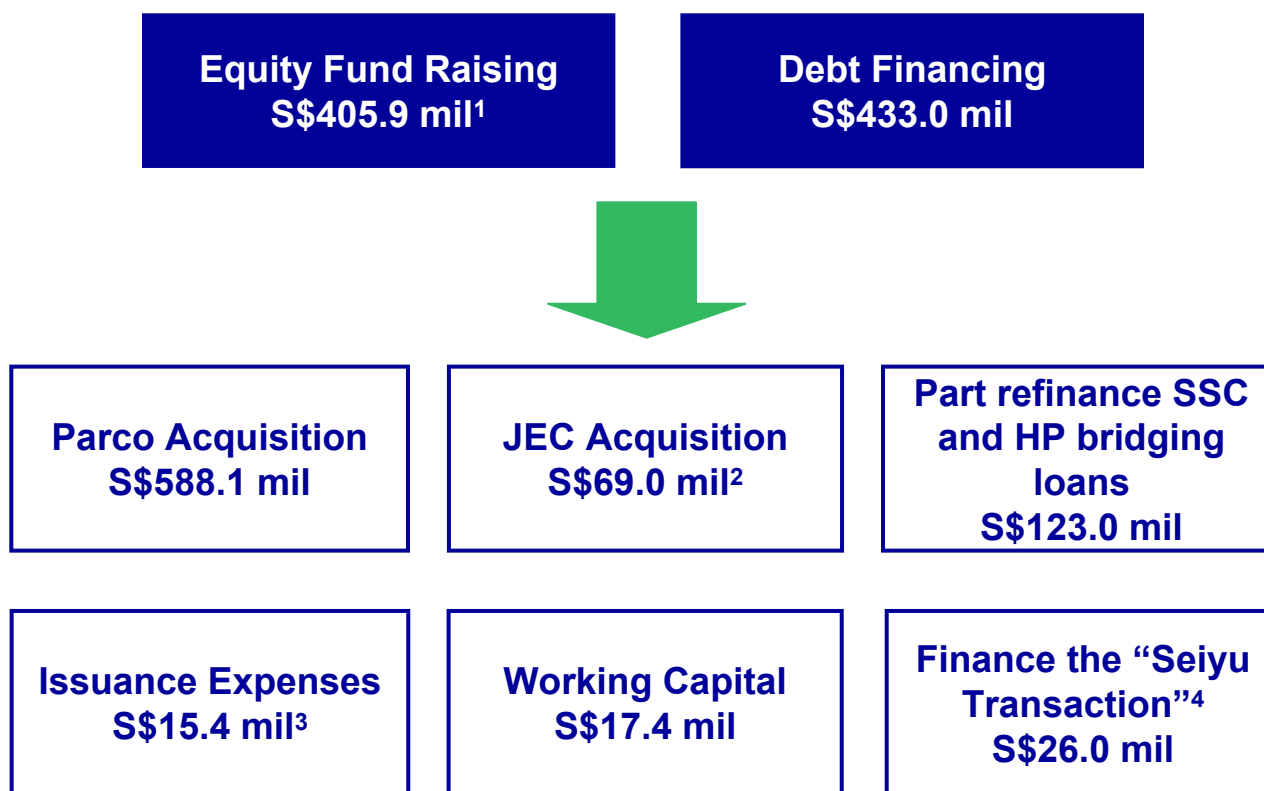 Equity Fund Raising
S$405.9 mil¹
Debt Financing
S$433.0 mil
Parco Acquisition
S$588.1 mil
JEC Acquisition
S$69.0 mil²
Part refinance SSC
and HP bridging
loans
S$123.0 mil
Issuance Expenses
S$15.4 mil³
Working Capital
S$17.4 mil
Finance the “Seiyu
Transaction”⁴
S$26.0 mil